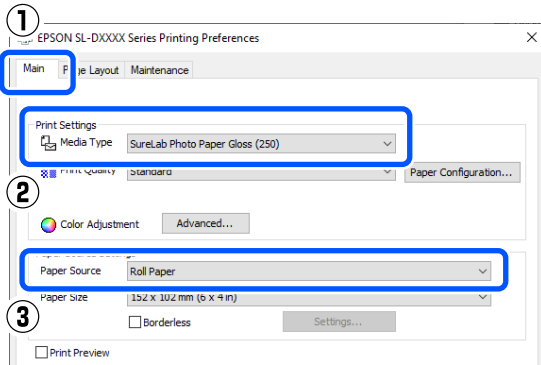 ①
EPSON SL-DXXXX Series Printing Preferences
Main Page Layout Maintenance
Print Settings
Media Type SureLab Photo Paper Gloss (250)
Print Quality Standard Paper Configuration...
②
Color Adjustment Advanced...
Paper Source Roll Paper
Paper Size 152 x 102 mm (6 x 4 in)
③
Borderless Settings...
Print Preview